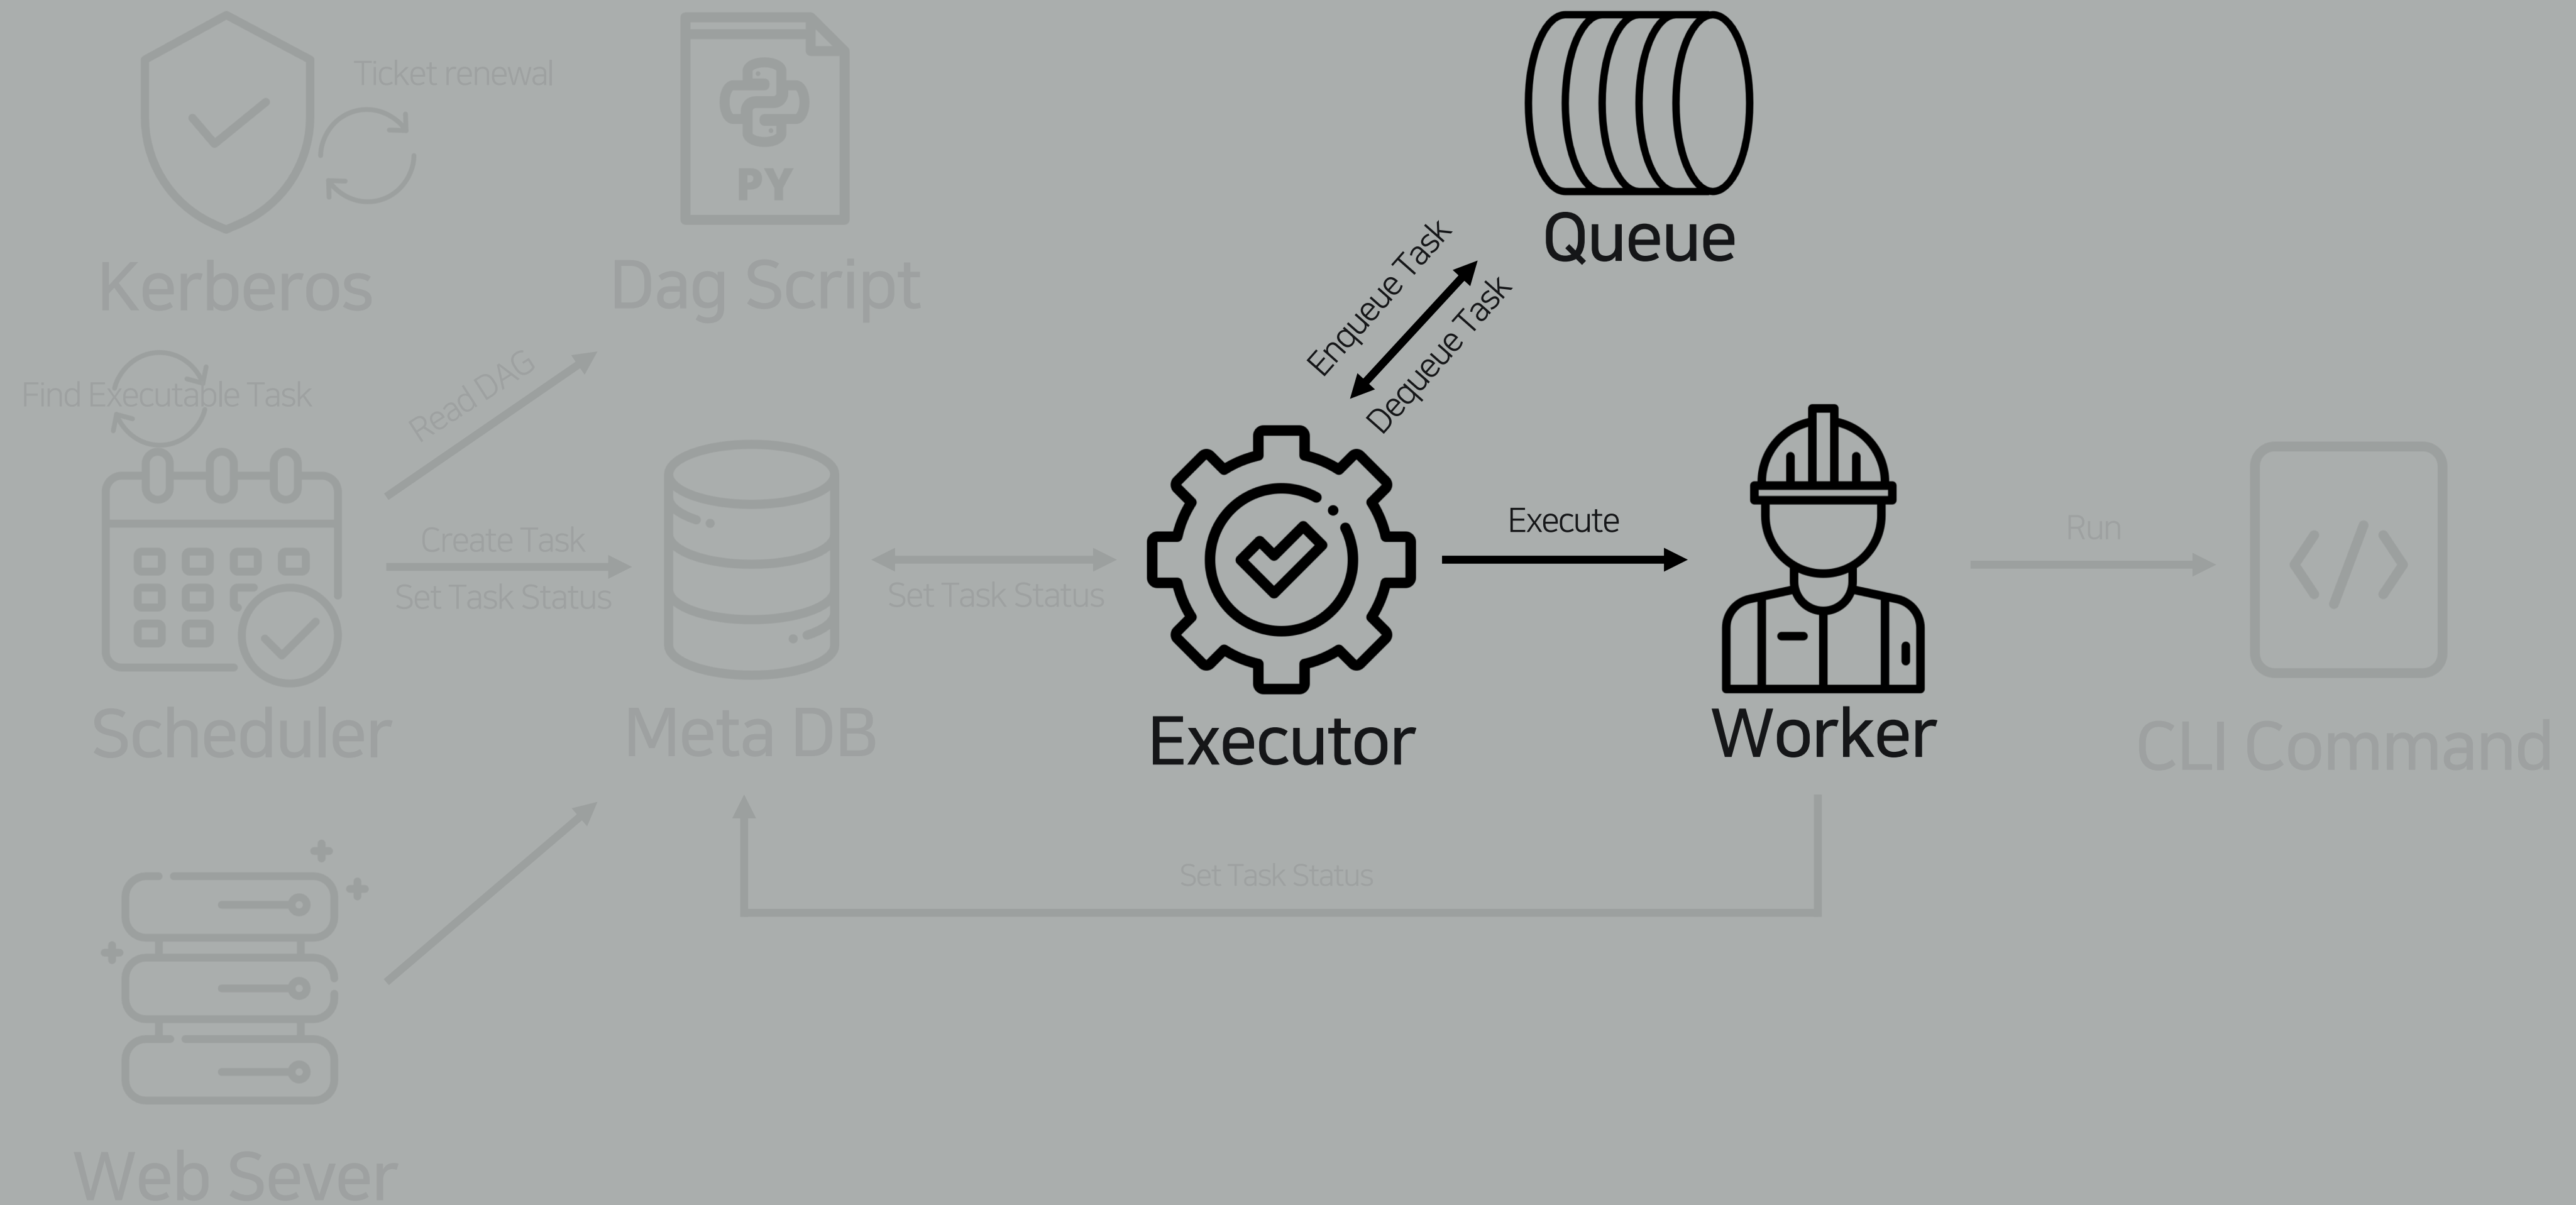 Ticket renewal
PY
Queue
Kerberos
Dag Script
Enqueue Task
Dequeue Task
Find Executable Task
Read DAG
Create Task
Set Task Status
Set Task Status
Execute
Run
Scheduler
Meta DB
Executor
Worker
CLI Command
Set Task Status
Web Sever